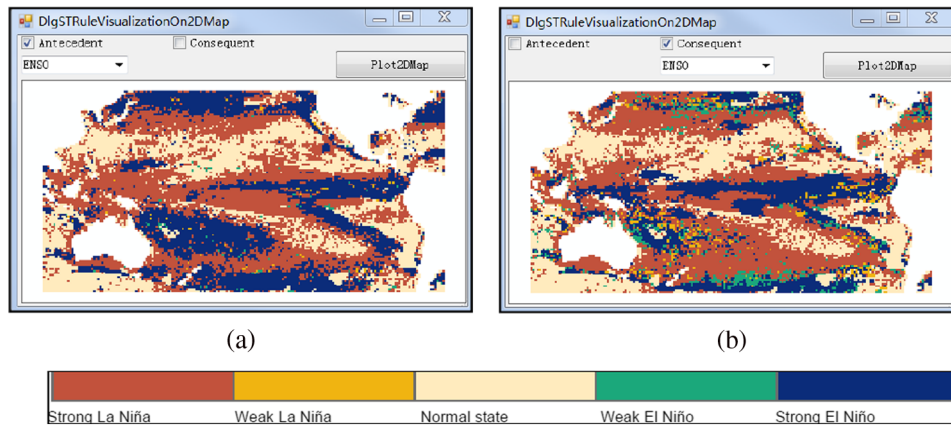 DlgSTRuleVisualizationOn2DMap
Antecedent
Consequent
ENSO
Plot2DMap
DlgSTRuleVisualizationOn2DMap
Antecedent
Consequent
ENSO
Plot2DMap
(a)
(b)
Strong La Niña
Weak La Niña
Normal state
Weak El Niño
Strong El Niño